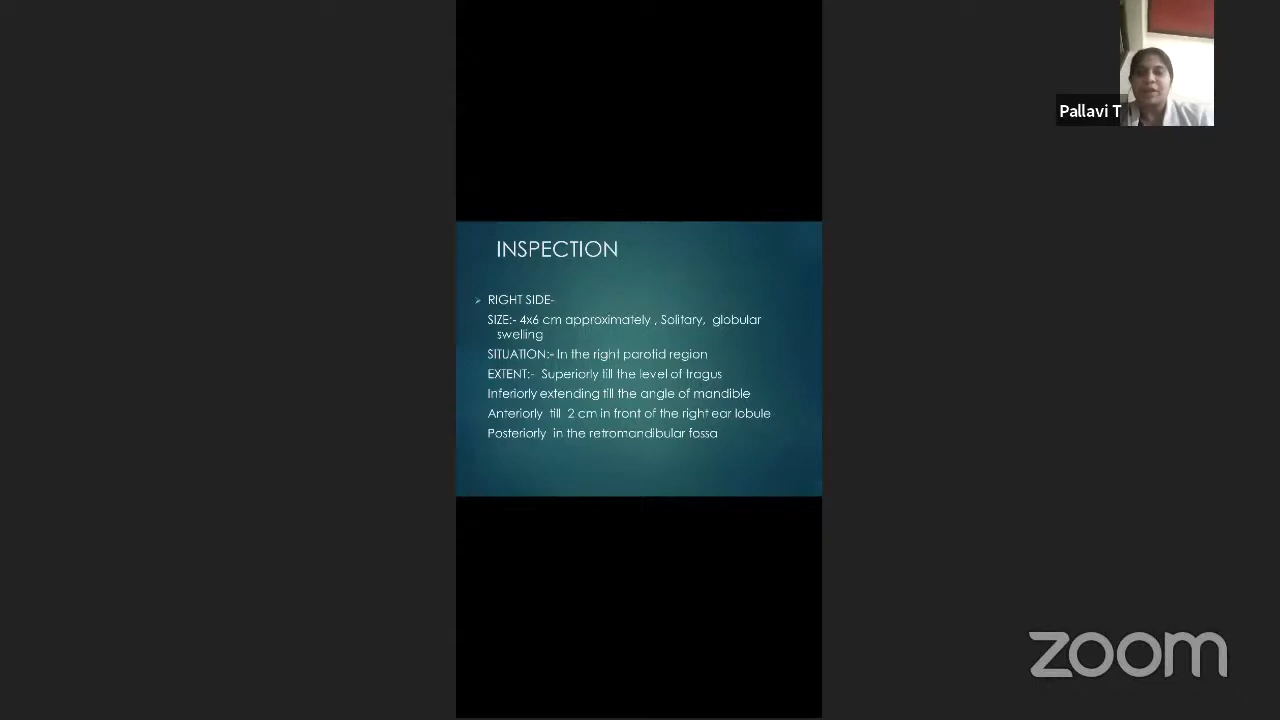 Pallavi T
INSPECTION
➢ RIGHT SIDE-
SIZE:- 4x6 cm approximately , Solitary, globular
swelling
SITUATION:- In the right parotid region
EXTENT:- Superiorly till the level of tragus
Inferiorly extending till the angle of mandible
Anteriorly till 2 cm in front of the right ear lobule
Posteriorly in the retromandibular fossa
zoom